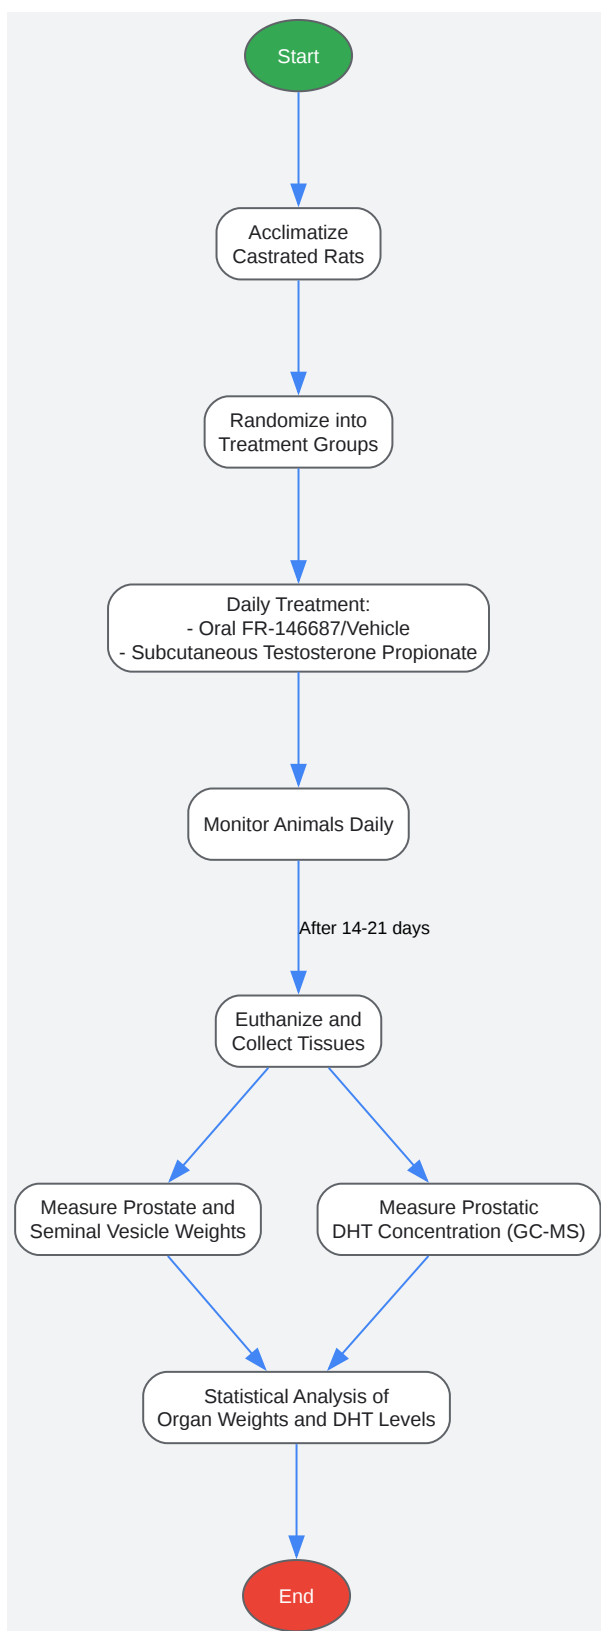 Start
Acclimatize
Castrated Rats
Randomize into
Treatment Groups
Daily Treatment:
- Oral FR-146687/Vehicle
- Subcutaneous Testosterone Propionate
Monitor Animals Daily
After 14-21 days
Euthanize and
Collect Tissues
Measure Prostate and
Seminal Vesicle Weights
Measure Prostatic
DHT Concentration (GC-MS)
Statistical Analysis of
Organ Weights and DHT Levels
End